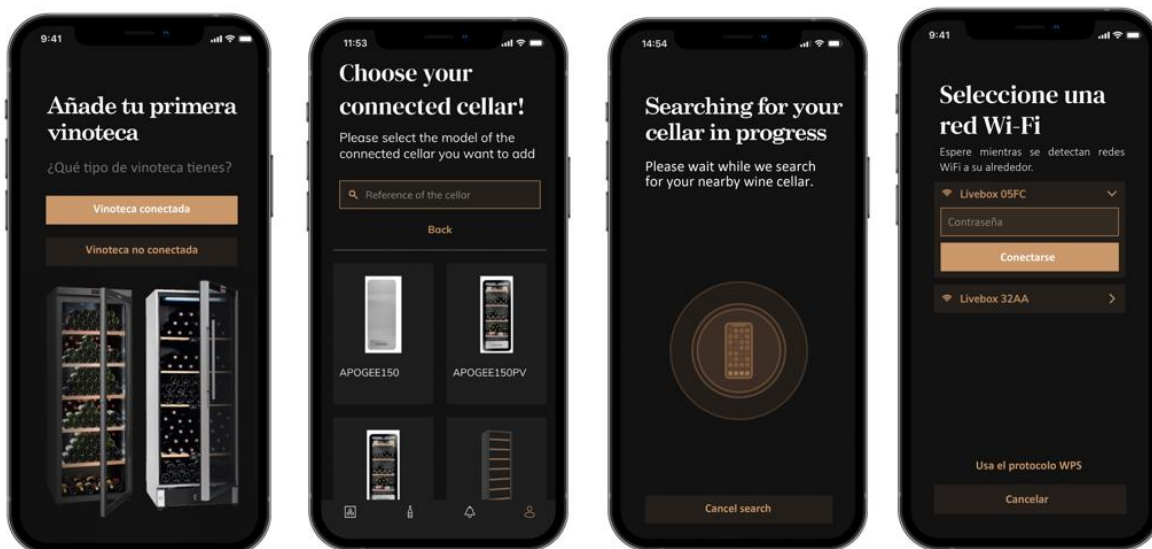 9:41
Añade tu primera
vinoteca
¿Qué tipo de vinoteca tienes?
Vinoteca conectada
Vinoteca no conectada
11:53
Choose your
connected cellar!
Please select the model of the
connected cellar you want to add
Reference of the cellar
Back
APOGEE150
APOGEE150PV
14:54
Searching for your
cellar in progress
Please wait while we search
for your nearby wine cellar.
Cancel search
9:41
Seleccione una
red Wi-Fi
Espere mientras se detectan redes
WiFi a su alrededor.
Livebox 05FC
Contraseña
Conectarse
Livebox 32AA
Usa el protocolo WPS
Cancelar